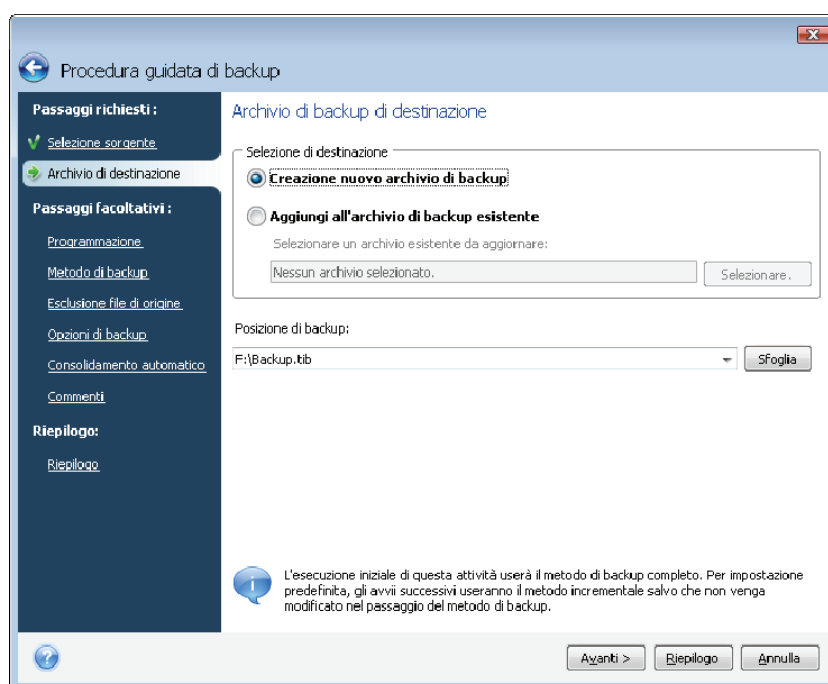 Procedura guidata di backup
Passaggi richiesti :
Selezione sorgente
Archivio di destinazione
Passaggi facoltativi :
Programmazione
Metodo di backup
Esclusione file di origine
Opzioni di backup
Consolidamento automatico
Commenti
Riepilogo:
Riepilogo
Archivio di backup di destinazione
Selezione di destinazione
Creazione nuovo archivio di backup
Aggiungi all'archivio di backup esistente
Selezionare un archivio esistente da aggiornare:
Nessun archivio selezionato.
Selezionare.
Posizione di backup:
F:\Backup.tib
Sfoglia
L'esecuzione iniziale di questa attività userà il metodo di backup completo. Per impostazione
predefinita, gli avvii successivi useranno il metodo incrementale salvo che non venga
modificato nel passaggio del metodo di backup.
Avanti >
Riepilogo
Annulla